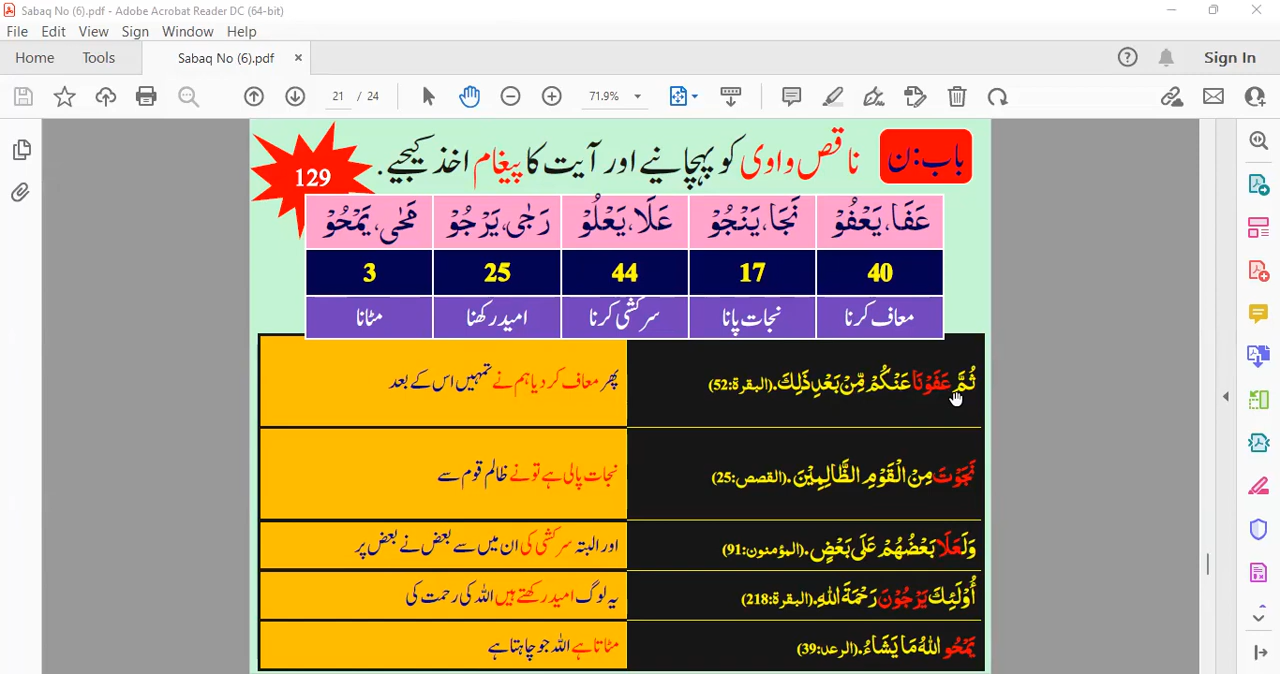 Sabaq No (6).pdf - Adobe Acrobat Reader DC (64-bit)
File Edit View Sign Window Help
Home Tools Sabaq No (6).pdf × Sign In
21 / 24 71.9%
باب:ن ناقص واوی کو پہچانیے اور آیت کا پیغام اخذ کیجیے.
129
عَفَا، یَعْفُوْ نَجَا، یَنْجُوْ عَلَا، یَعْلُوْ رَجٰی، یَرْجُوْ مَحٰی، یَمْحُوْ
40 17 44 25 3
معاف کرنا نجات پانا سرکشی کرنا امید رکھنا مٹانا
ثُمَّ عَفَوْنَا عَنْکُمْ مِّنْ بَعْدِ ذٰلِکَ.(البقرة:52) پھر معاف کر دیا ہم نے تمہیں اس کے بعد
نَجَوْتَ مِنَ الْقَوْمِ الظَّالِمِیْنَ.(القصص:25) نجات پالی ہے تو نے ظالم قوم سے
وَلَعَلَا بَعْضُهُمْ عَلٰی بَعْضٍ.(المؤمنون:91) اور البتہ سرکشی کی ان میں سے بعض نے بعض پر
أُوْلٰئِکَ یَرْجُوْنَ رَحْمَةَ اللهِ.(البقرة:218) یہ لوگ امید رکھتے ہیں اللہ کی رحمت کی
یَمْحُو اللهُ مَا یَشَاءُ.(الرعد:39) مٹاتا ہے اللہ جو چاہتا ہے